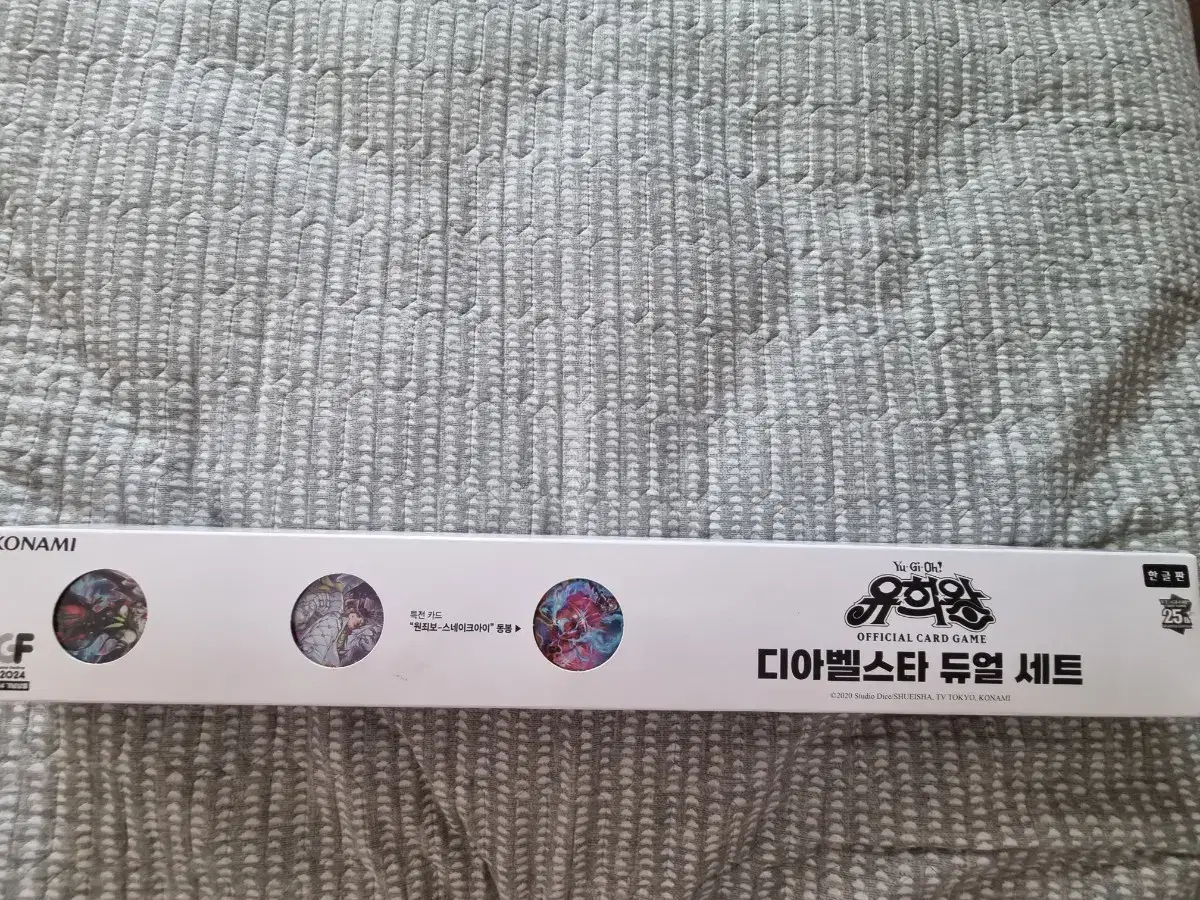 KONAMI
CF
2024
특전 카드
“원죄보-스네이크아이” 동봉 ▶
Yu-Gi-Oh!
유희왕
OFFICIAL CARD GAME
디아벨스타 듀얼 세트
©2020 Studio Dice/SHUEISHA, TV TOKYO, KONAMI
한글판
25